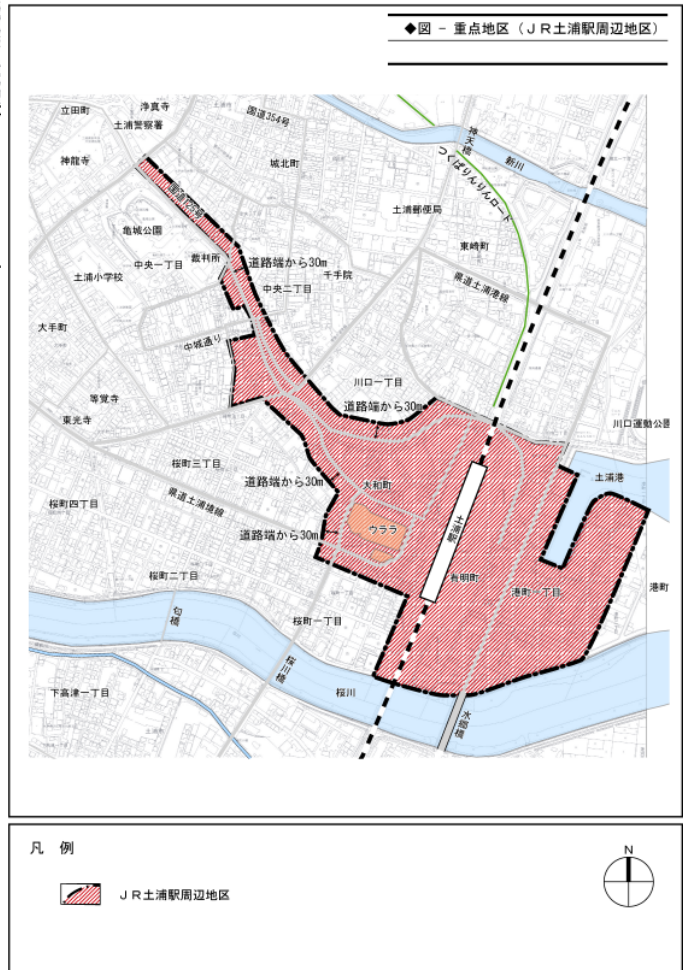 ◆図 - 重点地区（ＪＲ土浦駅周辺地区）
立田町
浄真寺
土浦警察署
国道354号
神龍寺
城北町
神天橋
新川
つくばりんりんロード
国道125号
土浦郵便局
亀城公園
東崎町
裁判所
道路端から30m
中央一丁目
千手院
土浦小学校
中央二丁目
県道土浦港線
大手町
中城通り
川口一丁目
等覚寺
道路端から30m
東光寺
川口運動公園
桜町三丁目
土浦港
道路端から30m
大和町
桜町四丁目
県道土浦境線
土浦駅
ウララ
道路端から30m
桜町二丁目
有明町
港町一丁目
港町
匂橋
桜町一丁目
桜川橋
下高津一丁目
桜川
水郷橋
凡　例
ＪＲ土浦駅周辺地区
N